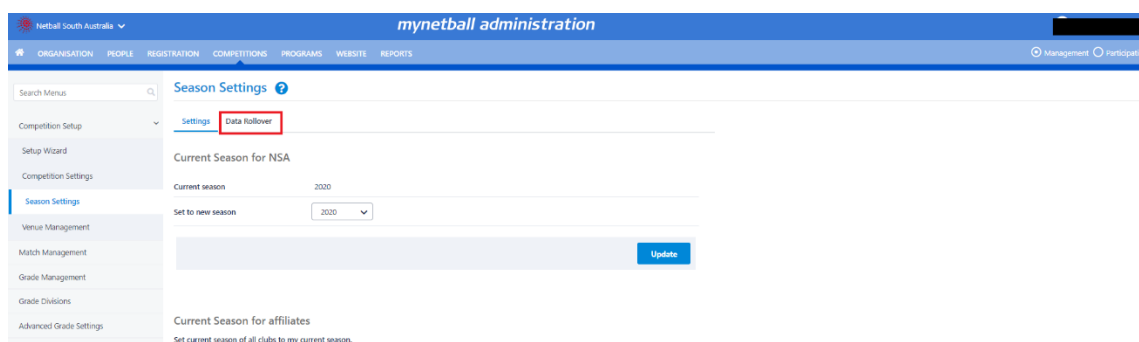 Netball South Australia
mynetball administration
ORGANISATION PEOPLE REGISTRATION COMPETITIONS PROGRAMS WEBSITE REPORTS
Management Participati
Search Menus
Competition Setup
Setup Wizard
Competition Settings
Season Settings
Venue Management
Match Management
Grade Management
Grade Divisions
Advanced Grade Settings
Season Settings ?
Settings Data Rollover
Current Season for NSA
Current season 2020
Set to new season 2020
Update
Current Season for affiliates
Set current season of all clubs to my current season.